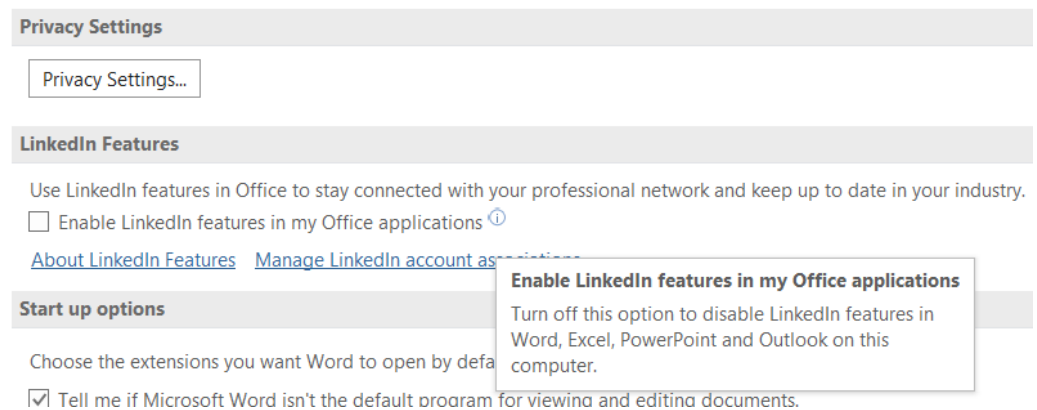 Privacy Settings
Privacy Settings...
LinkedIn Features
Use LinkedIn features in Office to stay connected with your professional network and keep up to date in your industry.
Enable LinkedIn features in my Office applications
About LinkedIn Features Manage LinkedIn account associations
Enable LinkedIn features in my Office applications
Turn off this option to disable LinkedIn features in
Word, Excel, PowerPoint and Outlook on this
computer.
Start up options
Choose the extensions you want Word to open by defa
Tell me if Microsoft Word isn't the default program for viewing and editing documents.